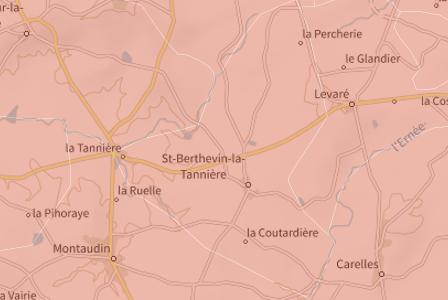 ur-la-
la Percherie
le Glandier
Levaré
la Cos
l'Ernée
la Tannière
St-Berthevin-la-
Tannière
la Ruelle
la Pihoraye
la Coutardière
Montaudin
Carelles
a Vairie